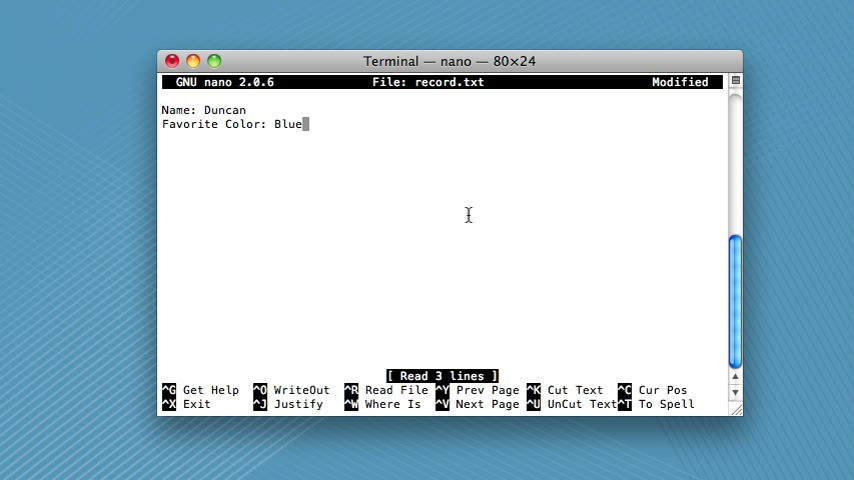 Terminal — nano — 80×24
GNU nano 2.0.6 File: record.txt Modified
Name: Duncan
Favorite Color: Blue
[ Read 3 lines ]
^G Get Help ^O WriteOut ^R Read File ^Y Prev Page ^K Cut Text ^C Cur Pos
^X Exit ^J Justify ^W Where Is ^V Next Page ^U UnCut Text ^T To Spell